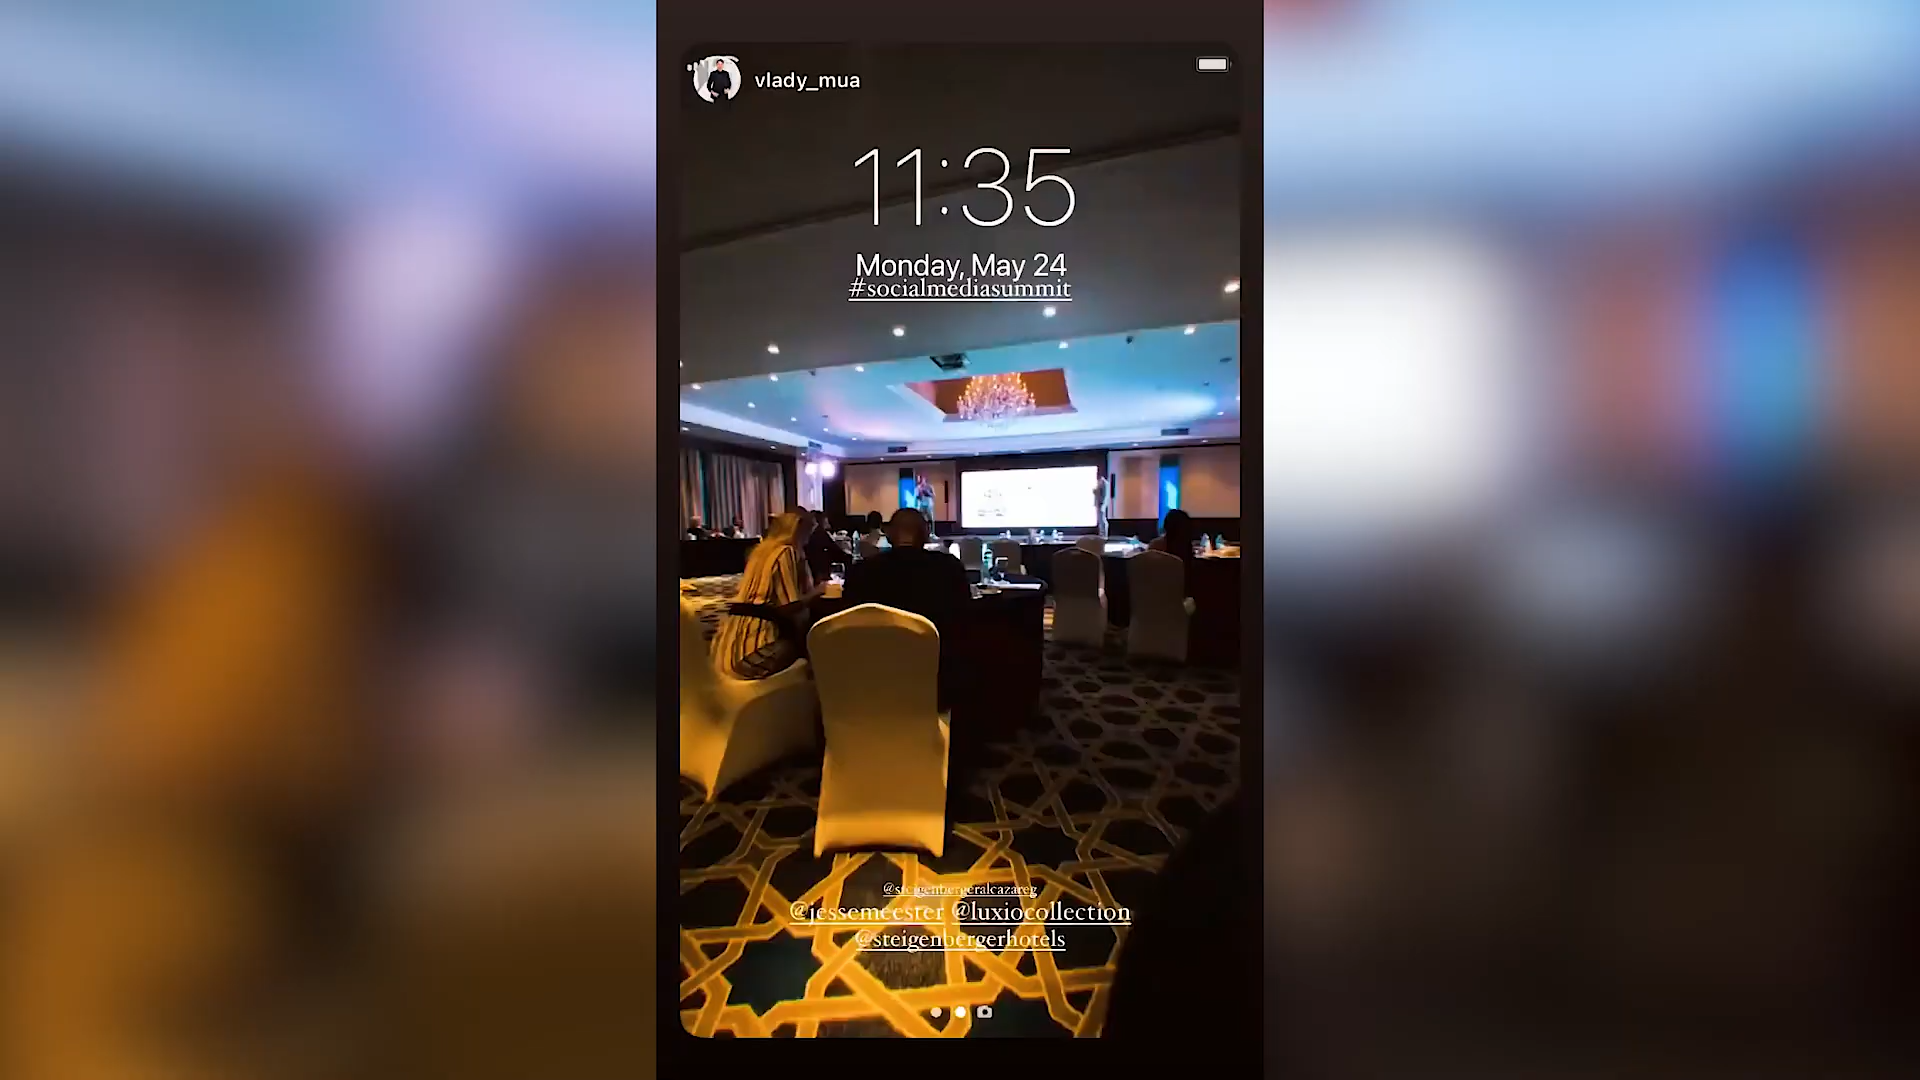 vlady_mua
11:35
Monday, May 24
#socialmediasummit
@steigenbergeralcazareg
@jessemeester @luxiocollection
@steigenbergerhotels